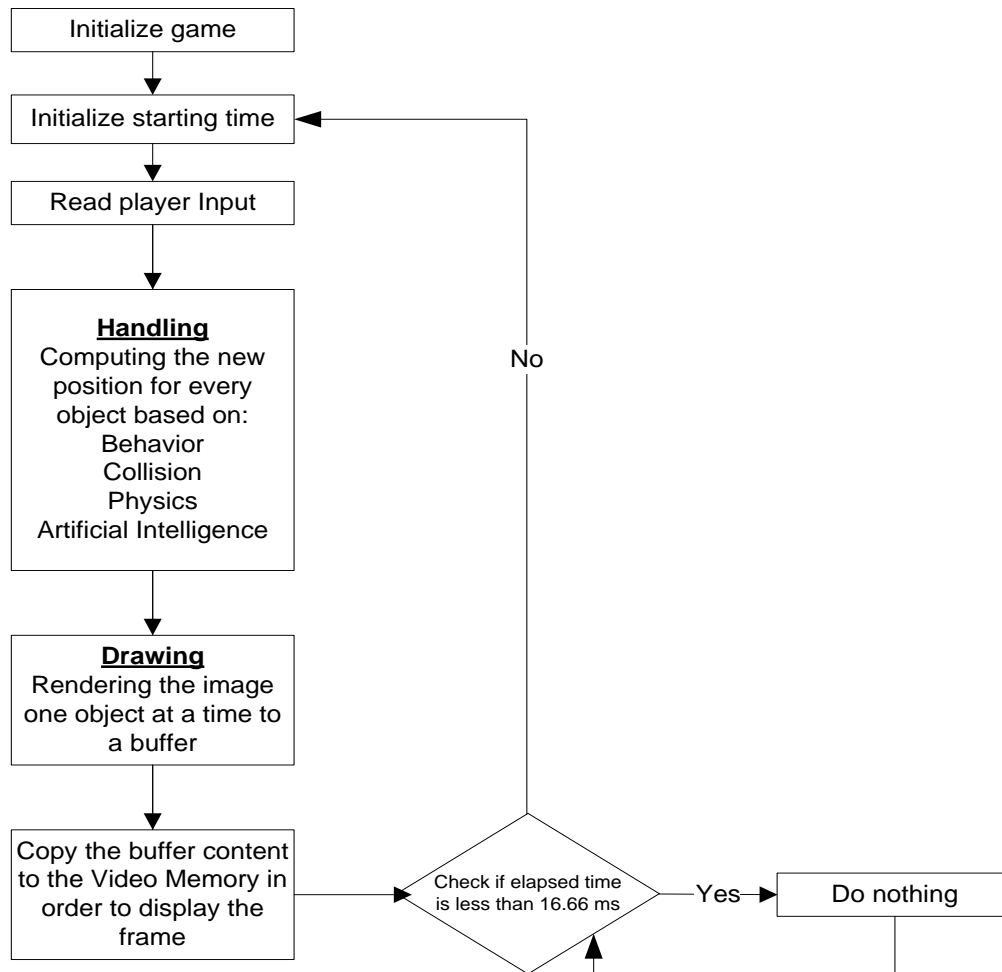 Initialize game
Initialize starting time
Read player Input
Handling
Computing the new
position for every
object based on:
Behavior
Collision
Physics
Artificial Intelligence
No
Drawing
Rendering the image
one object at a time to
a buffer
Copy the buffer content
to the Video Memory in
order to display the
frame
Check if elapsed time
is less than 16.66 ms
Yes
Do nothing